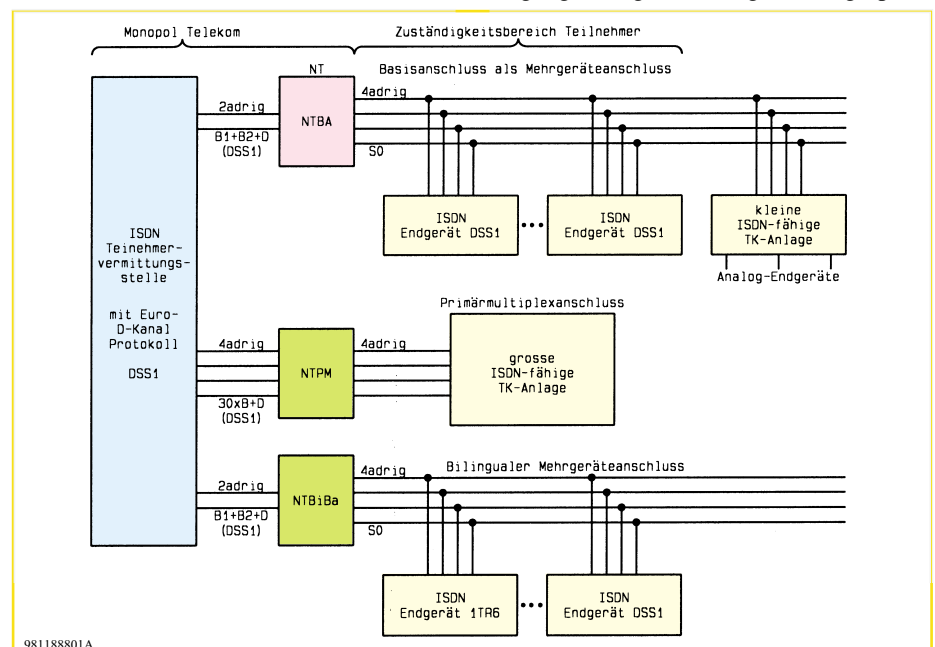 Monopol Telekom
Zuständigkeitsbereich Teilnehmer
NT
Basisanschluss als Mehrgeräteanschluss
2adrig
NTBA
4adrig
B1+B2+D
(DSS1)
S0
ISDN
Endgerät DSS1
...
ISDN
Endgerät DSS1
kleine
ISDN-fähige
TK-Anlage
Analog-Endgeräte
ISDN
Teinehmer-
vermittungs-
stelle
mit Euro-
D-Kanal
Protokoll
DSS1
Primärmultiplexanschluss
4adrig
NTPM
4adrig
30xB+D
(DSS1)
grosse
ISDN-fähige
TK-Anlage
Bilingualer Mehrgeräteanschluss
2adrig
NTBiBa
4adrig
B1+B2+D
(DSS1)
S0
ISDN
Endgerät 1TR6
...
ISDN
Endgerät DSS1
981188801A